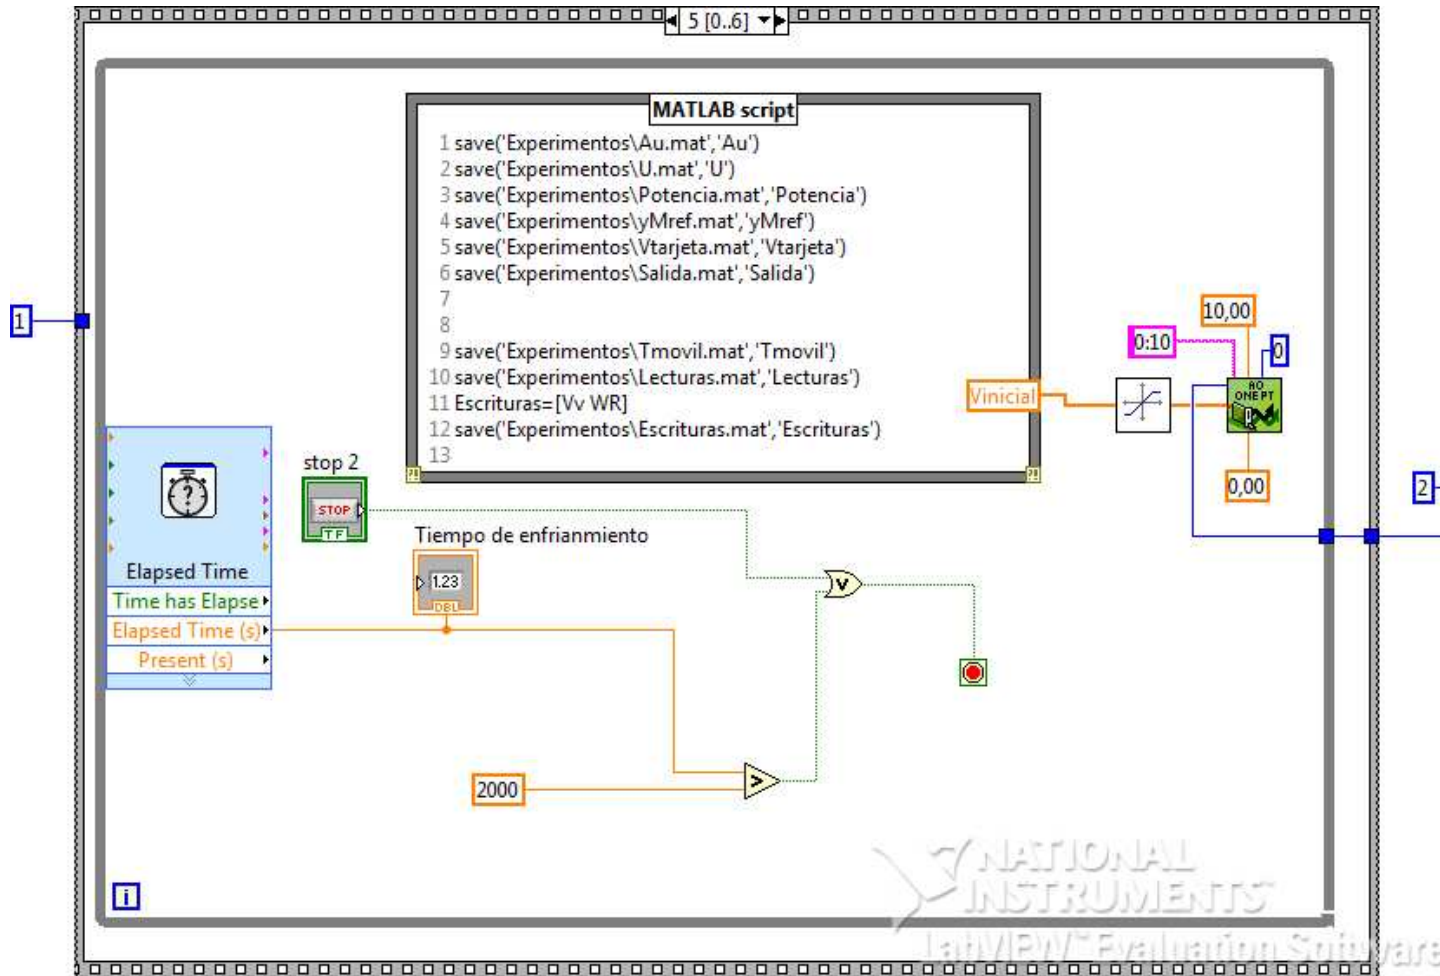 5 [0..6]
MATLAB script
1 save('Experimentos\Au.mat','Au')
2 save('Experimentos\U.mat','U')
3 save('Experimentos\Potencia.mat','Potencia')
4 save('Experimentos\yMref.mat','yMref')
5 save('Experimentos\Vtarjeta.mat','Vtarjeta')
6 save('Experimentos\Salida.mat','Salida')
7
8
9 save('Experimentos\Tmovil.mat','Tmovil')
10 save('Experimentos\Lecturas.mat','Lecturas')
11 Escrituras=[Vv WR]
12 save('Experimentos\Escrituras.mat','Escrituras')
13
1
10,00
0:10
0
Vinicial
AO
ONE PT
0,00
2
?
Elapsed Time
Time has Elapse
Elapsed Time (s)
Present (s)
stop 2
STOP
TF
Tiempo de enfrianmiento
1.23
DBL
V
>
2000
i
NATIONAL
INSTRUMENTS™
LabVIEW™ Evaluation Software